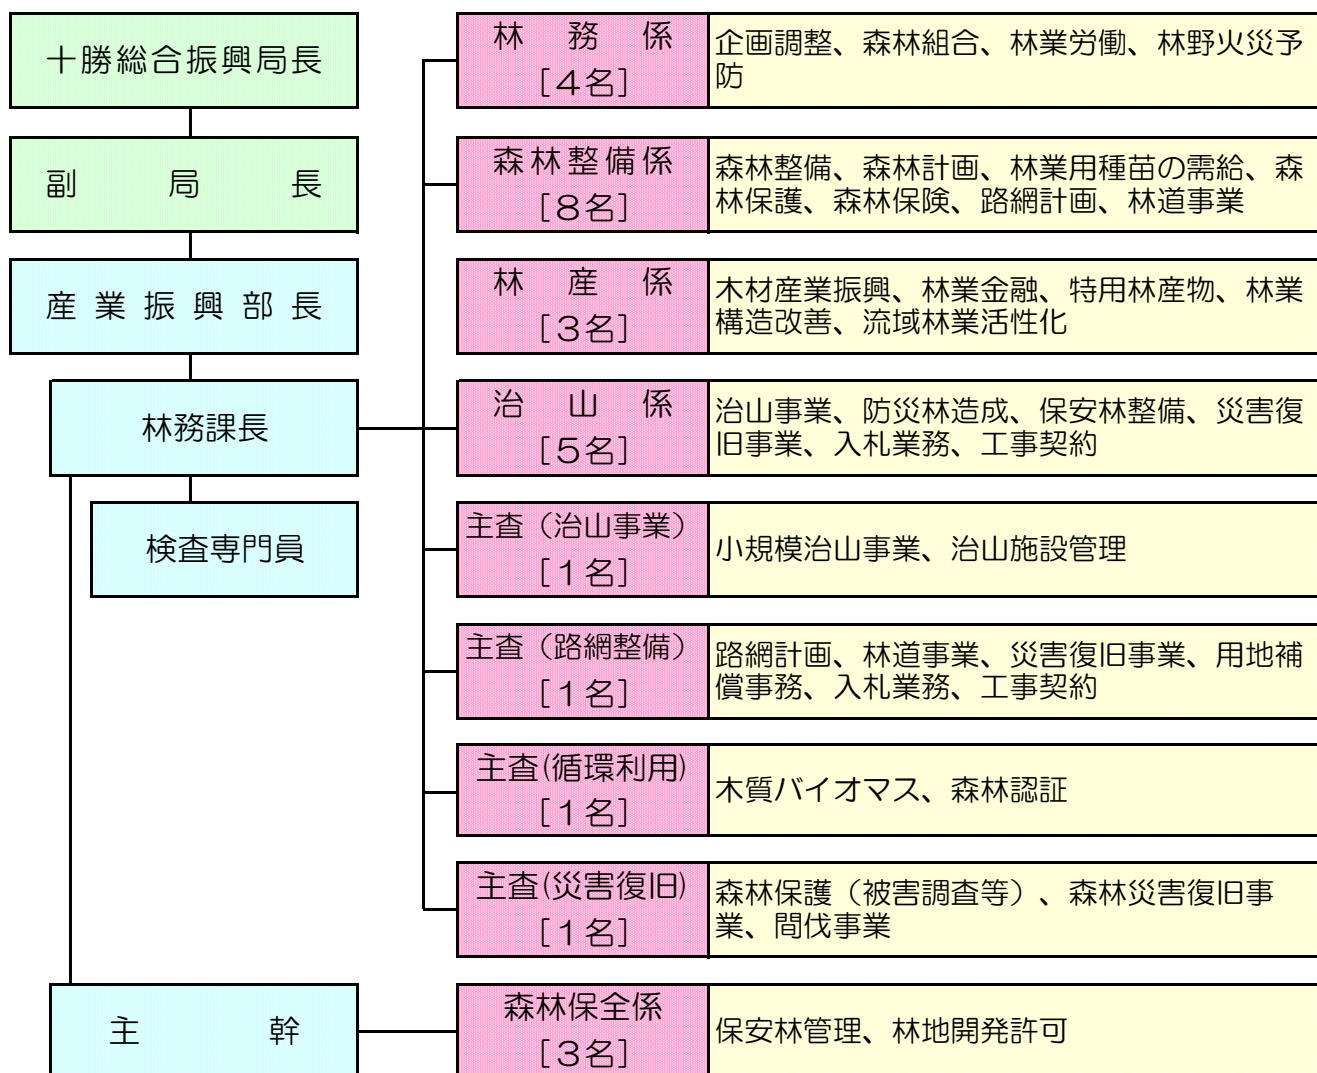 十勝総合振興局長
副局長
産業振興部長
林務課長
検査専門員
主幹
林務係
[4名]
企画調整、森林組合、林業労働、林野火災予
防
森林整備係
[8名]
森林整備、森林計画、林業用種苗の需給、森
林保護、森林保険、路網計画、林道事業
林産係
[3名]
木材産業振興、林業金融、特用林産物、林業
構造改善、流域林業活性化
治山係
[5名]
治山事業、防災林造成、保安林整備、災害復
旧事業、入札業務、工事契約
主査（治山事業）
[1名]
小規模治山事業、治山施設管理
主査（路網整備）
[1名]
路網計画、林道事業、災害復旧事業、用地補
償事務、入札業務、工事契約
主査(循環利用)
[1名]
木質バイオマス、森林認証
主査(災害復旧)
[1名]
森林保護（被害調査等）、森林災害復旧事
業、間伐事業
森林保全係
[3名]
保安林管理、林地開発許可